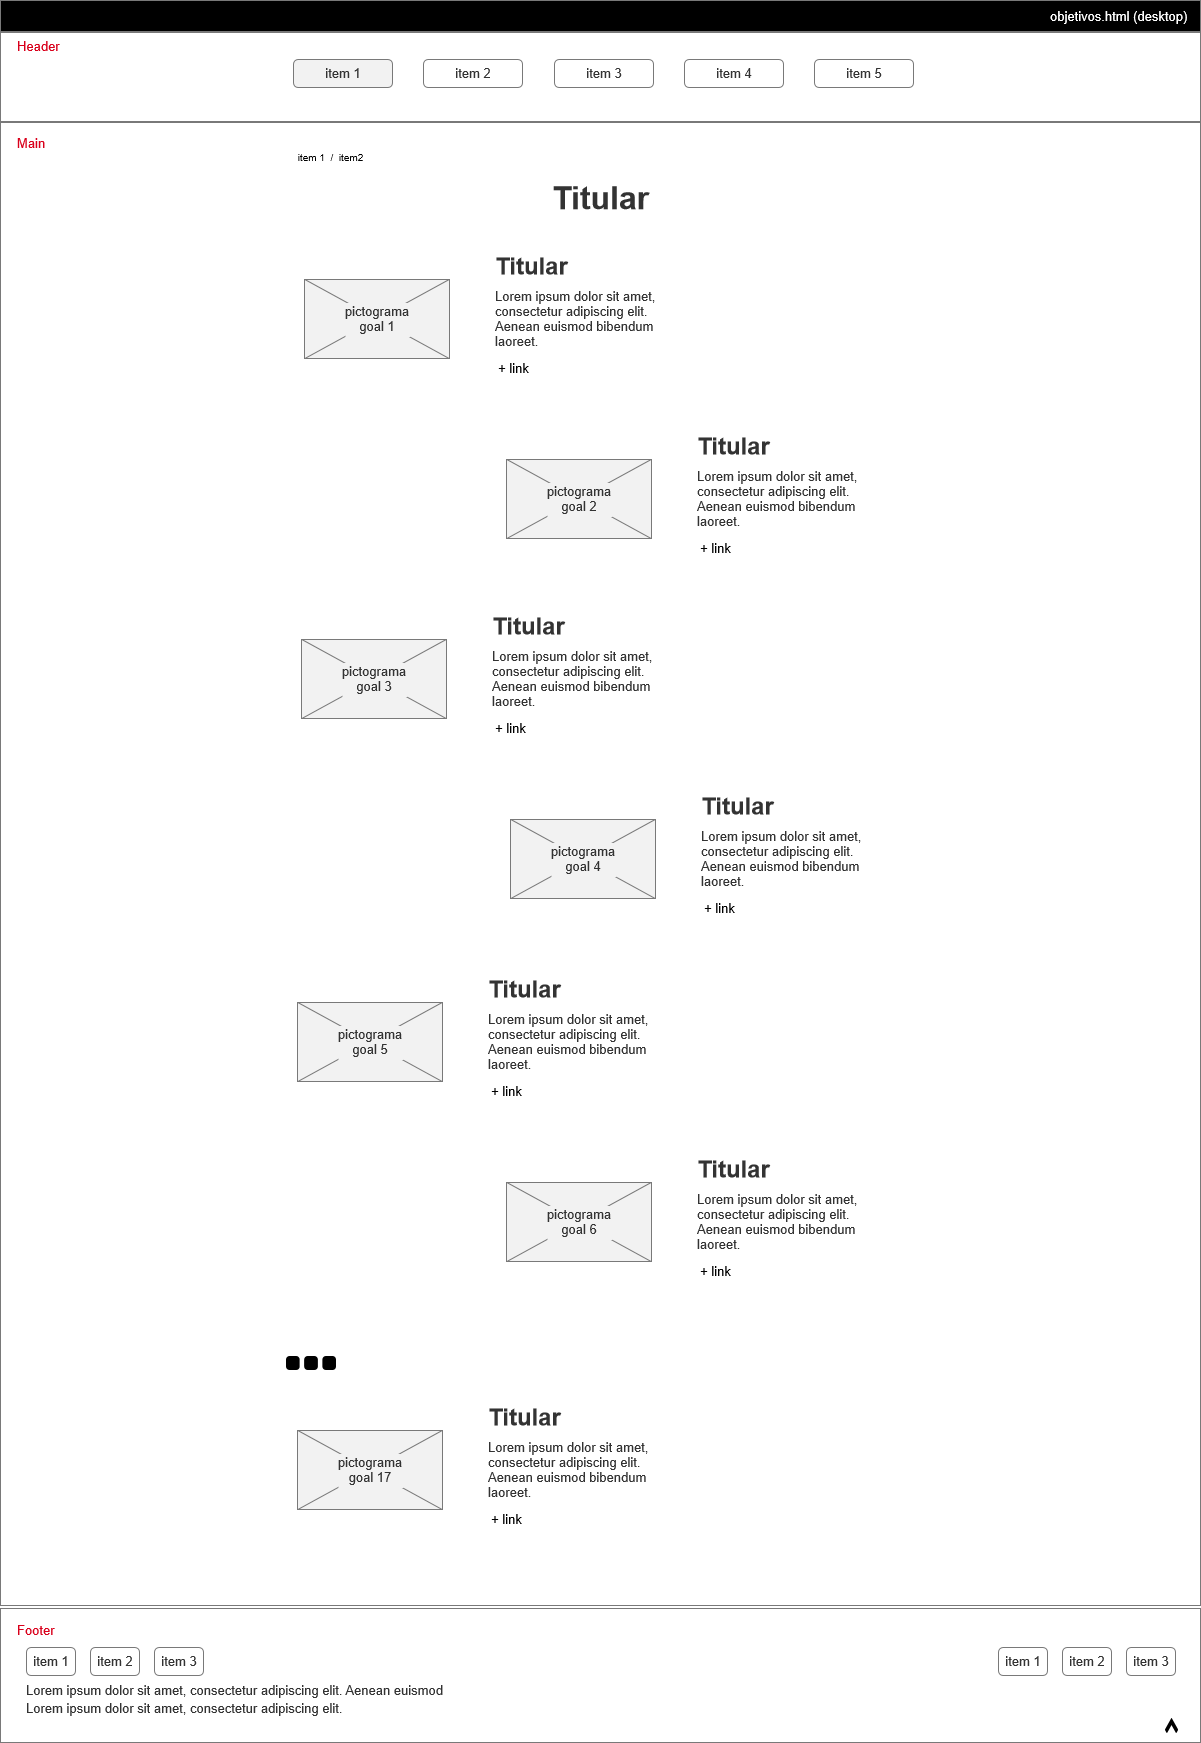 objetivos.html (desktop)
Header
item 1 item 2 item 3 item 4 item 5
Main
item 1 / item2
Titular
Titular
pictograma
goal 1
Lorem ipsum dolor sit amet,
consectetur adipiscing elit.
Aenean euismod bibendum
laoreet.
+ link
Titular
pictograma
goal 2
Lorem ipsum dolor sit amet,
consectetur adipiscing elit.
Aenean euismod bibendum
laoreet.
+ link
Titular
pictograma
goal 3
Lorem ipsum dolor sit amet,
consectetur adipiscing elit.
Aenean euismod bibendum
laoreet.
+ link
Titular
pictograma
goal 4
Lorem ipsum dolor sit amet,
consectetur adipiscing elit.
Aenean euismod bibendum
laoreet.
+ link
Titular
pictograma
goal 5
Lorem ipsum dolor sit amet,
consectetur adipiscing elit.
Aenean euismod bibendum
laoreet.
+ link
Titular
pictograma
goal 6
Lorem ipsum dolor sit amet,
consectetur adipiscing elit.
Aenean euismod bibendum
laoreet.
+ link
Titular
pictograma
goal 17
Lorem ipsum dolor sit amet,
consectetur adipiscing elit.
Aenean euismod bibendum
laoreet.
+ link
Footer
item 1 item 2 item 3 item 1 item 2 item 3
Lorem ipsum dolor sit amet, consectetur adipiscing elit. Aenean euismod
Lorem ipsum dolor sit amet, consectetur adipiscing elit.